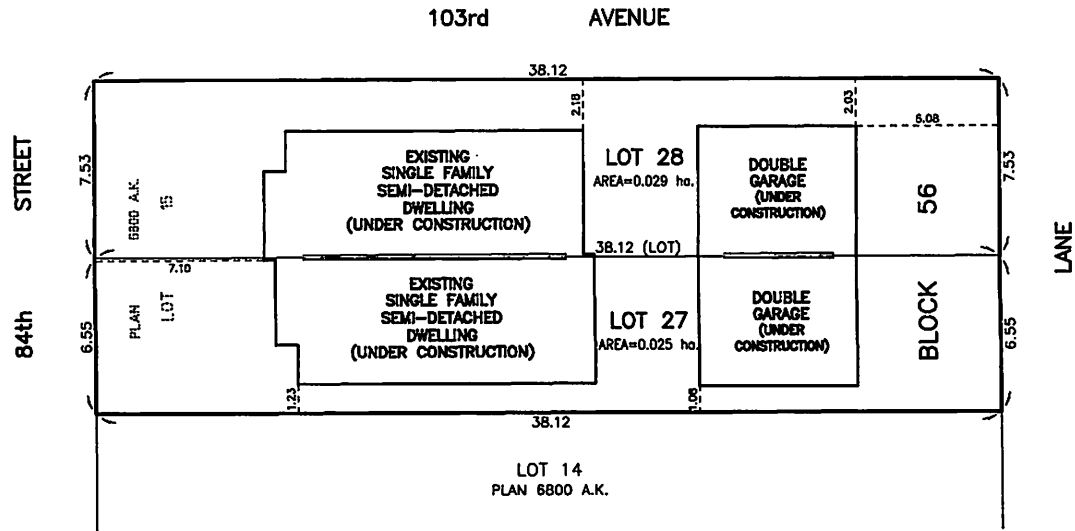 103rd AVENUE
38.12
2.18
2.03
6.08
STREET
84th
7.53
6800 A.K.
15
EXISTING
SINGLE FAMILY
SEMI-DETACHED
DWELLING
(UNDER CONSTRUCTION)
LOT 28
AREA=0.029 ha.
DOUBLE
GARAGE
(UNDER
CONSTRUCTION)
56
7.53
LANE
38.12 (LOT)
7.10
6.55
PLAN
LOT
EXISTING
SINGLE FAMILY
SEMI-DETACHED
DWELLING
(UNDER CONSTRUCTION)
LOT 27
AREA=0.025 ha.
DOUBLE
GARAGE
(UNDER
CONSTRUCTION)
BLOCK
6.55
1.23
1.08
38.12
LOT 14
PLAN 6800 A.K.